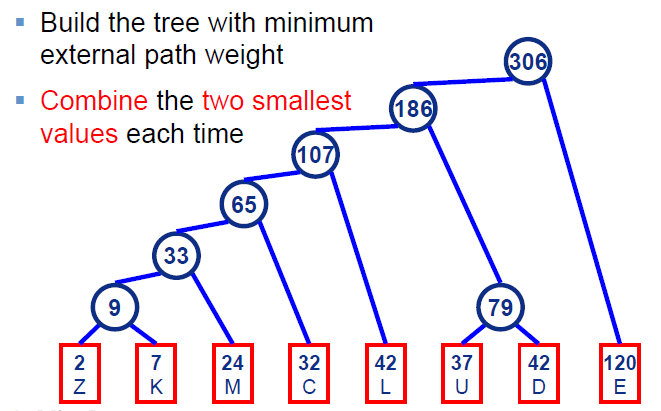 ▪ Build the tree with minimum
external path weight
▪ Combine the two smallest
values each time
306
186
107
65
33
9
79
2 7 24 32 42 37 42 120
Z K M C L U D E